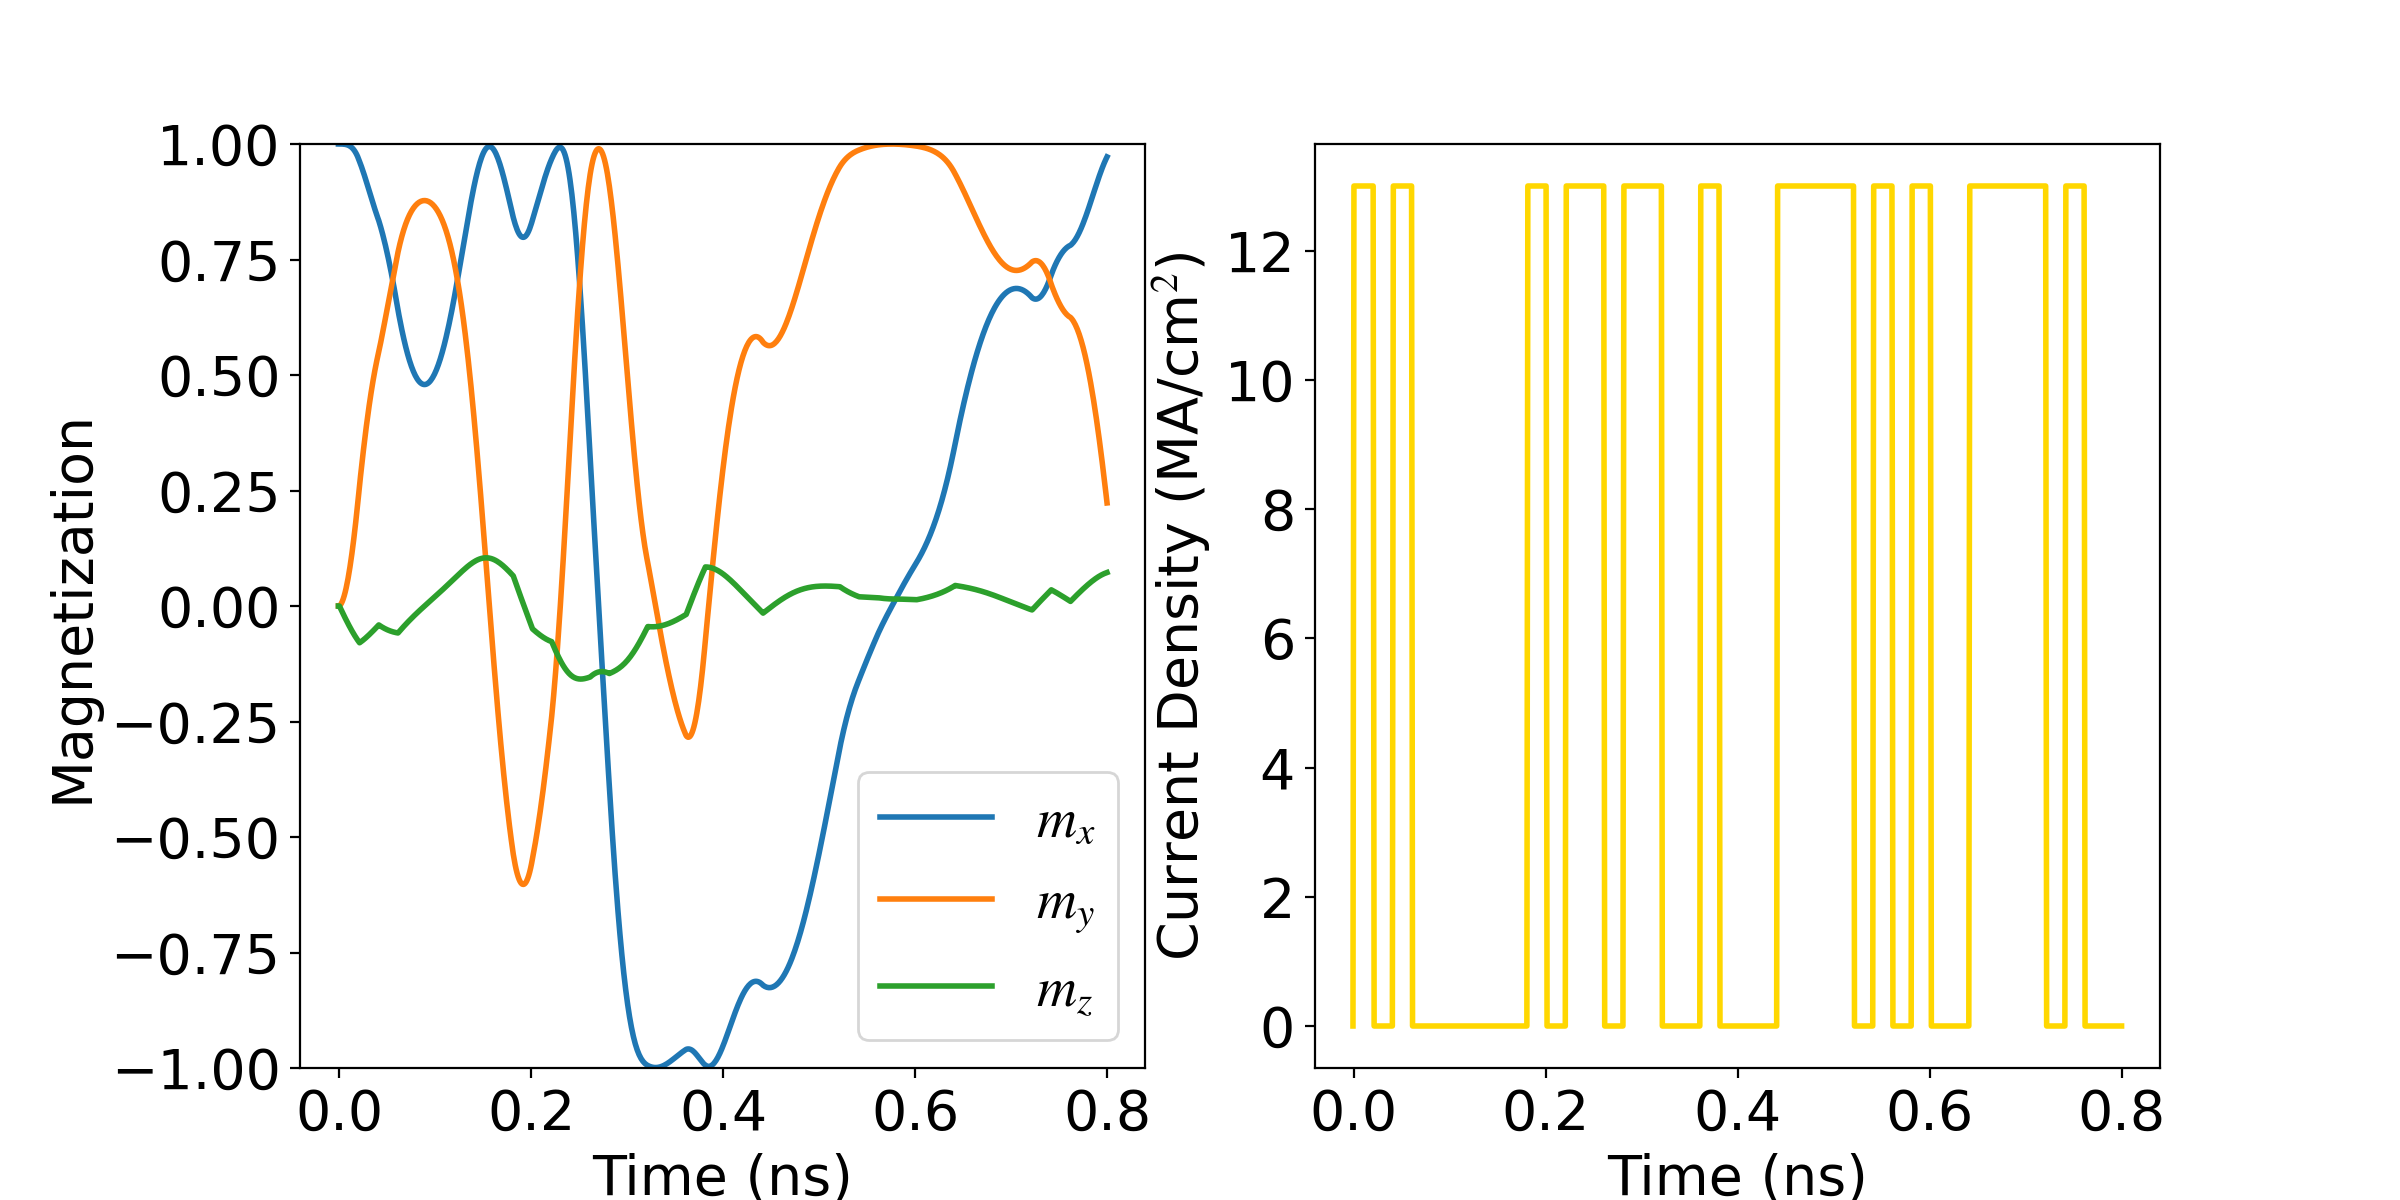 Magnetization
1.00
0.75
0.50
0.25
0.00
−0.25
−0.50
−0.75
−1.00
0.0 0.2 0.4 0.6 0.8
Time (ns)
m_x
m_y
m_z
Current Density (MA/cm²)
12
10
8
6
4
2
0
0.0 0.2 0.4 0.6 0.8
Time (ns)